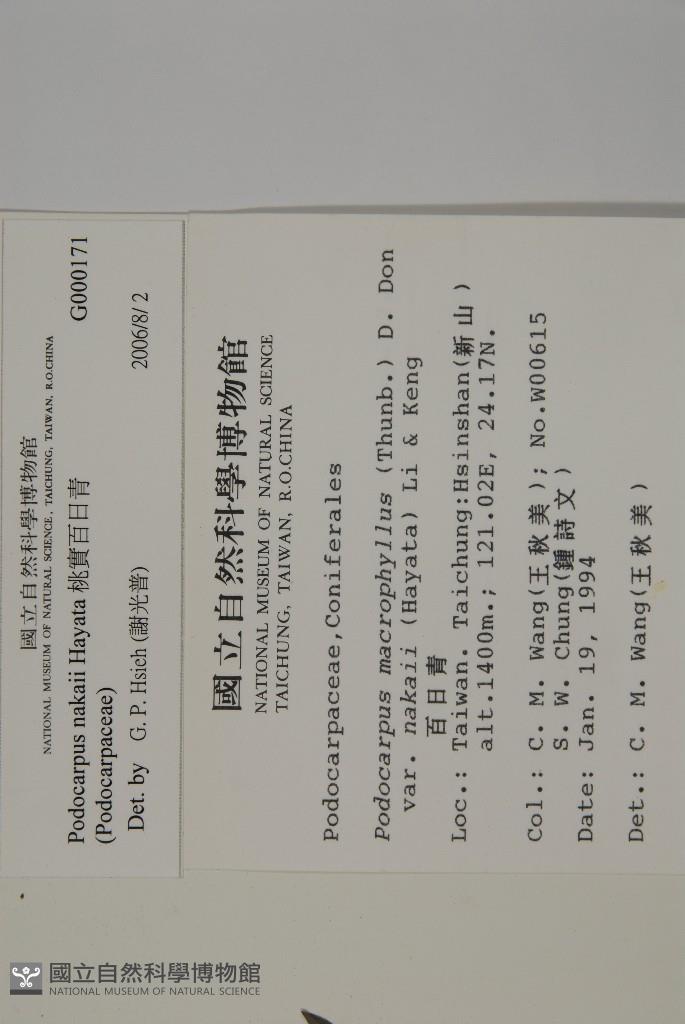 國立自然科學博物館
NATIONAL MUSEUM OF NATURAL SCIENCE, TAICHUNG, TAIWAN, R.O.CHINA
Podocarpus nakaii Hayata 桃實百日青 G000171
(Podocarpaceae)
Det. by G. P. Hsieh (謝光普) 2006/8/ 2
國立自然科學博物館
NATIONAL MUSEUM OF NATURAL SCIENCE
TAICHUNG, TAIWAN, R.O.CHINA
Podocarpaceae,Coniferales
Podocarpus macrophyllus (Thunb.) D. Don
var. nakaii (Hayata) Li & Keng
百日青
Loc.: Taiwan. Taichung:Hsinshan(新山)
alt.1400m.; 121.02E, 24.17N.
Col.: C. M. Wang(王秋美); No.W00615
S. W. Chung(鍾詩文)
Date: Jan. 19, 1994
Det.: C. M. Wang(王秋美)
國立自然科學博物館
NATIONAL MUSEUM OF NATURAL SCIENCE